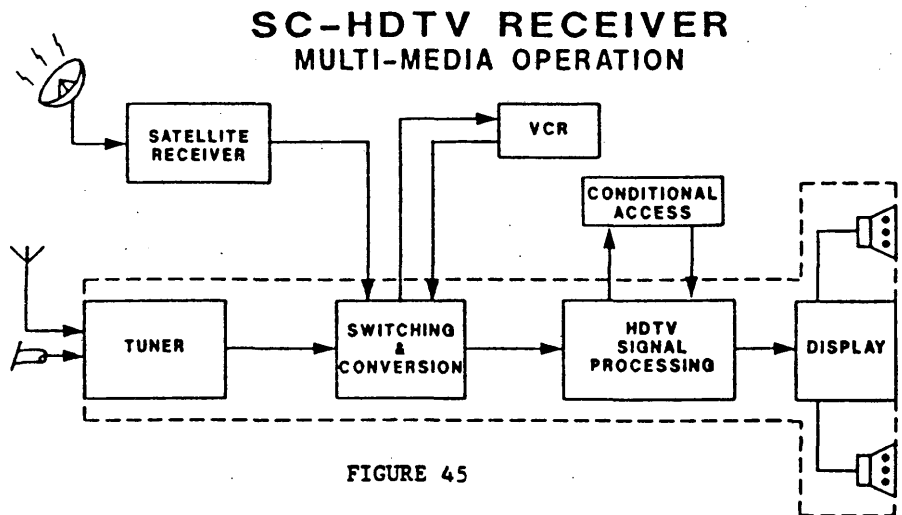 SC-HDTV RECEIVER
MULTI-MEDIA OPERATION
SATELLITE
RECEIVER
VCR
CONDITIONAL
ACCESS
TUNER
SWITCHING
&
CONVERSION
HDTV
SIGNAL
PROCESSING
DISPLAY
FIGURE 45